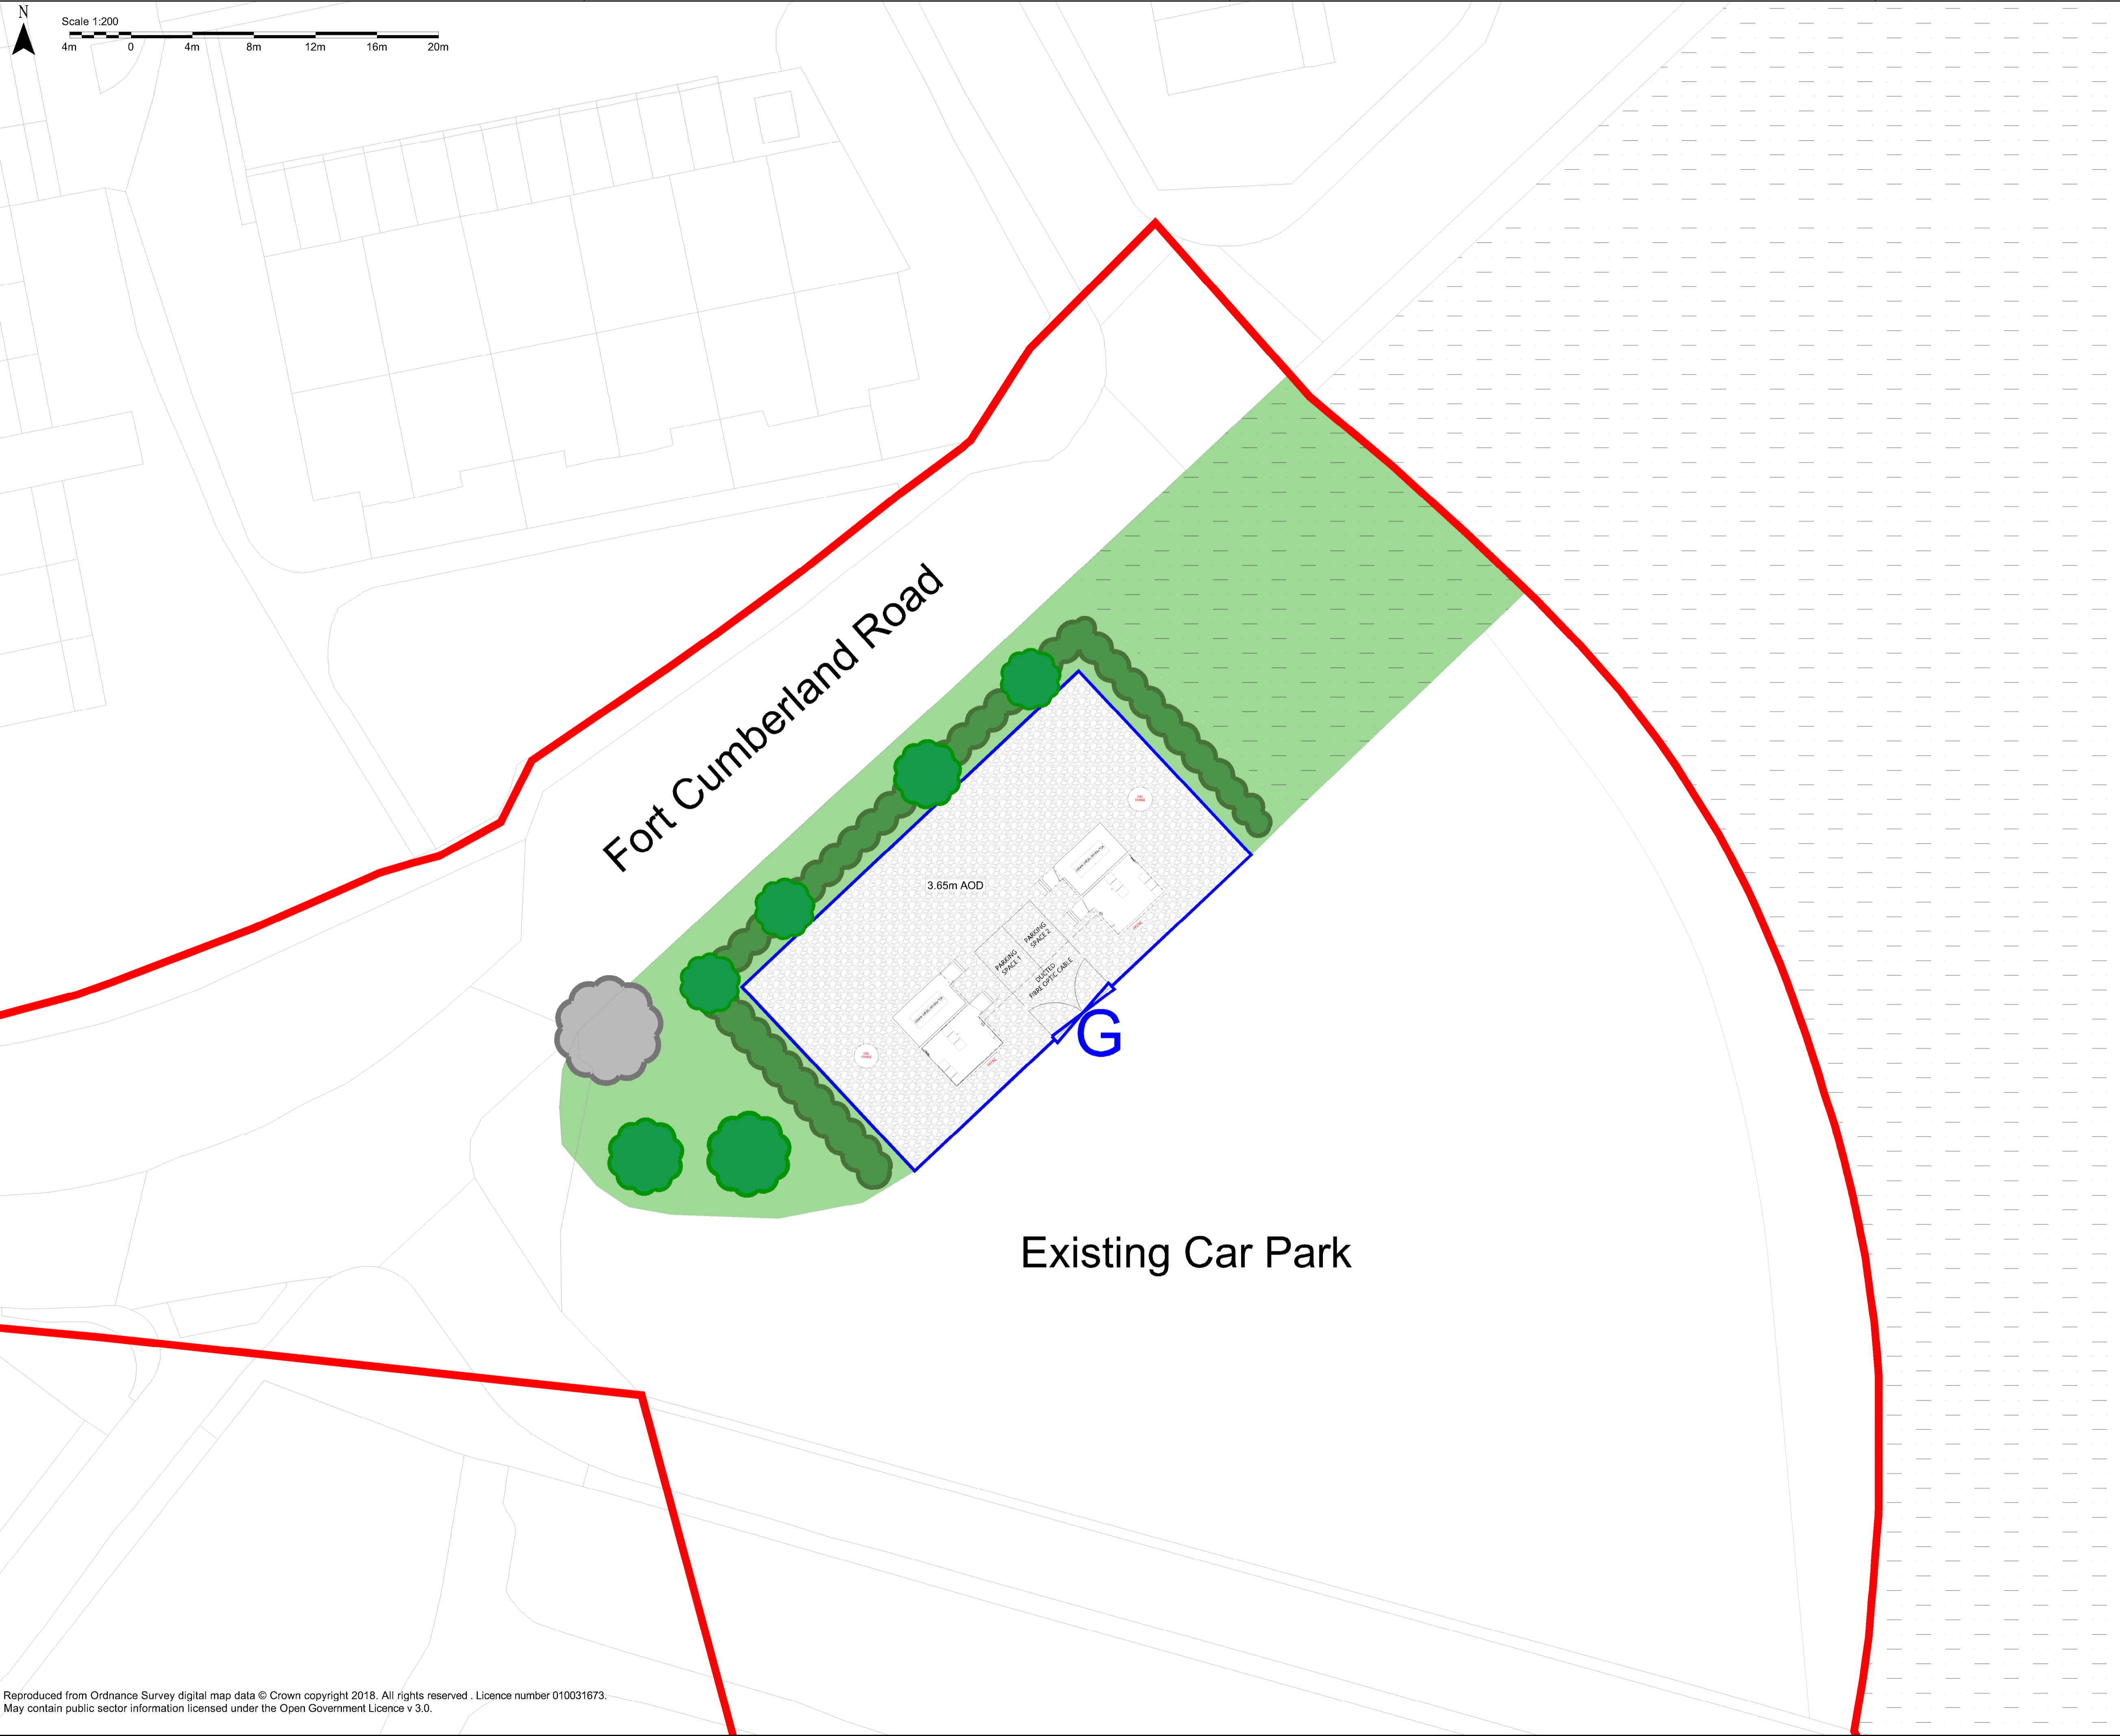 N
Scale 1:200
4m 0 4m 8m 12m 16m 20m
Fort Cumberland Road
3.65m AOD
PARKING
SPACE 2
PARKING
SPACE 1
DUCTED
FIBRE OPTIC CABLE
G
Existing Car Park
Reproduced from Ordnance Survey digital map data © Crown copyright 2018. All rights reserved . Licence number 010031673.
May contain public sector information licensed under the Open Government Licence v 3.0.